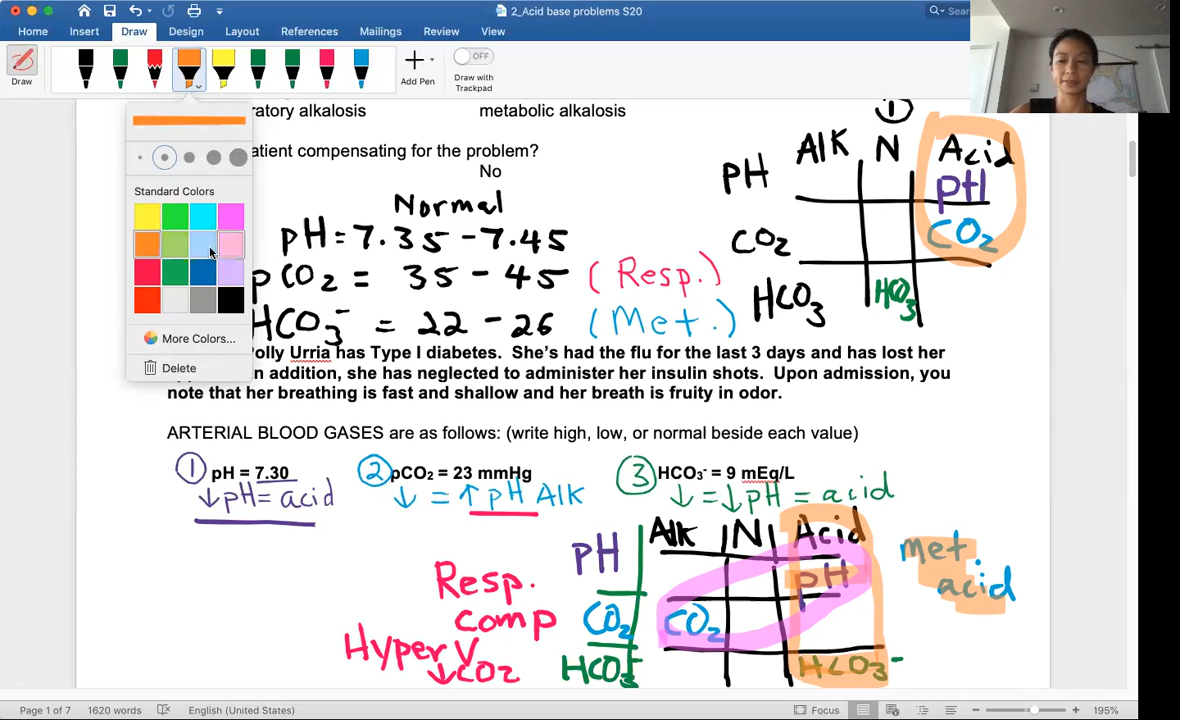 2_Acid base problems S20
Sear
Home Insert Draw Design Layout References Mailings Review View
OFF
Draw
Add Pen
Draw with
Trackpad
Standard Colors
More Colors...
Delete
ratory alkalosis metabolic alkalosis
atient compensating for the problem?
No
1
Alk N Acid
pH pH
CO2 CO2
HCO3 HCO3
Normal
pH = 7.35 - 7.45
pCO2 = 35 - 45 (Resp.)
HCO3- = 22 - 26 (Met.)
Polly Urria has Type I diabetes. She's had the flu for the last 3 days and has lost her
n addition, she has neglected to administer her insulin shots. Upon admission, you
note that her breathing is fast and shallow and her breath is fruity in odor.
ARTERIAL BLOOD GASES are as follows: (write high, low, or normal beside each value)
1 pH = 7.30 2 pCO2 = 23 mmHg 3 HCO3- = 9 mEq/L
↓pH = acid ↓ = ↑pH Alk ↓ = ↓pH = acid
Alk N Acid
pH pH
CO2 CO2
HCO3 HCO3-
met
acid
Resp.
comp
Hyper V
↓CO2
Page 1 of 7 1620 words English (United States) Focus 195%